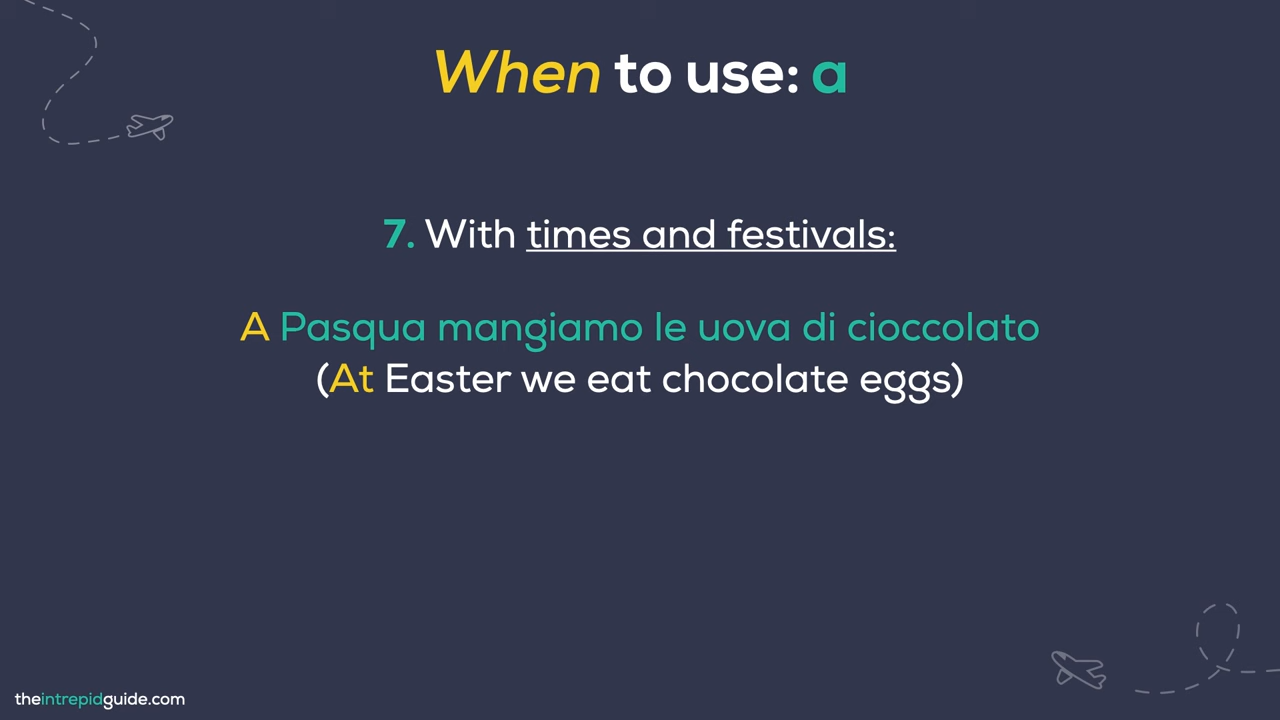 When to use: a
7. With times and festivals:
A Pasqua mangiamo le uova di cioccolato
(At Easter we eat chocolate eggs)
theintrepidguide.com